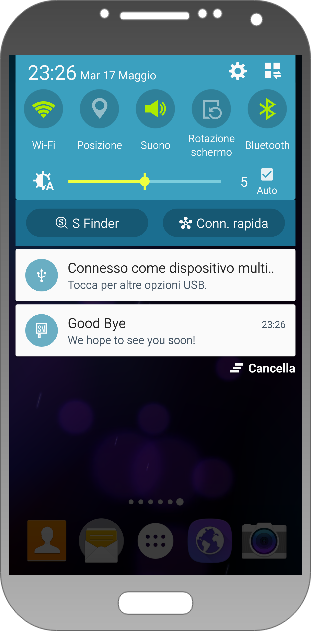 23:26 Mar 17 Maggio
Wi-Fi
Posizione
Suono
Rotazione
schermo
Bluetooth
A
5
Auto
S Finder
Conn. rapida
Connesso come dispositivo multi..
Tocca per altre opzioni USB.
Good Bye
23:26
We hope to see you soon!
Cancella